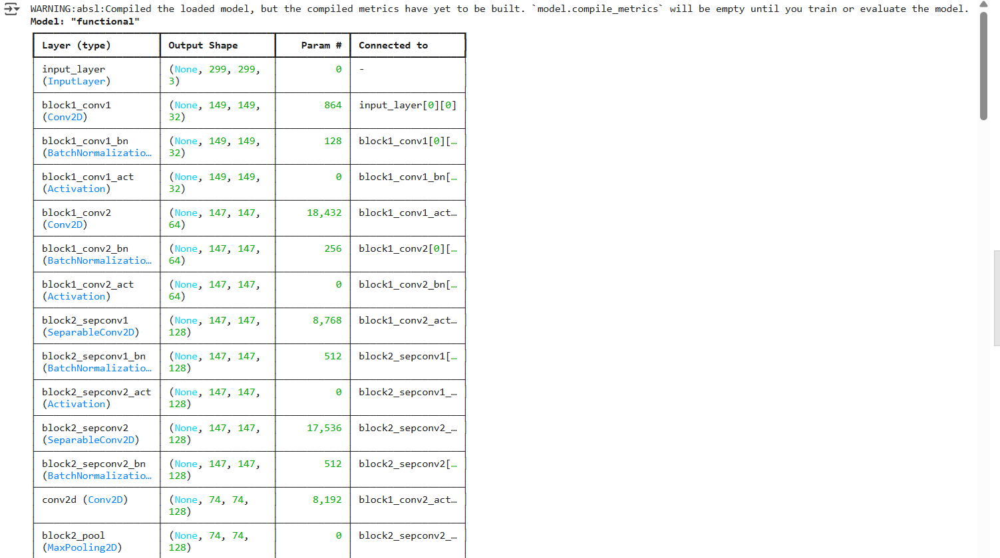 WARNING:absl:Compiled the loaded model, but the compiled metrics have yet to be built. `model.compile_metrics` will be empty until you train or evaluate the model.
Model: "functional"
Layer (type) Output Shape Param # Connected to
input_layer (None, 299, 299, 0 -
(InputLayer) 3)
block1_conv1 (None, 149, 149, 864 input_layer[0][0]
(Conv2D) 32)
block1_conv1_bn (None, 149, 149, 128 block1_conv1[0][…
(BatchNormalizatio… 32)
block1_conv1_act (None, 149, 149, 0 block1_conv1_bn[…
(Activation) 32)
block1_conv2 (None, 147, 147, 18,432 block1_conv1_act…
(Conv2D) 64)
block1_conv2_bn (None, 147, 147, 256 block1_conv2[0][…
(BatchNormalizatio… 64)
block1_conv2_act (None, 147, 147, 0 block1_conv2_bn[…
(Activation) 64)
block2_sepconv1 (None, 147, 147, 8,768 block1_conv2_act…
(SeparableConv2D) 128)
block2_sepconv1_bn (None, 147, 147, 512 block2_sepconv1[…
(BatchNormalizatio… 128)
block2_sepconv2_act (None, 147, 147, 0 block2_sepconv1_…
(Activation) 128)
block2_sepconv2 (None, 147, 147, 17,536 block2_sepconv2_…
(SeparableConv2D) 128)
block2_sepconv2_bn (None, 147, 147, 512 block2_sepconv2[…
(BatchNormalizatio… 128)
conv2d (Conv2D) (None, 74, 74, 8,192 block1_conv2_act…
128)
block2_pool (None, 74, 74, 0 block2_sepconv2_…
(MaxPooling2D) 128)